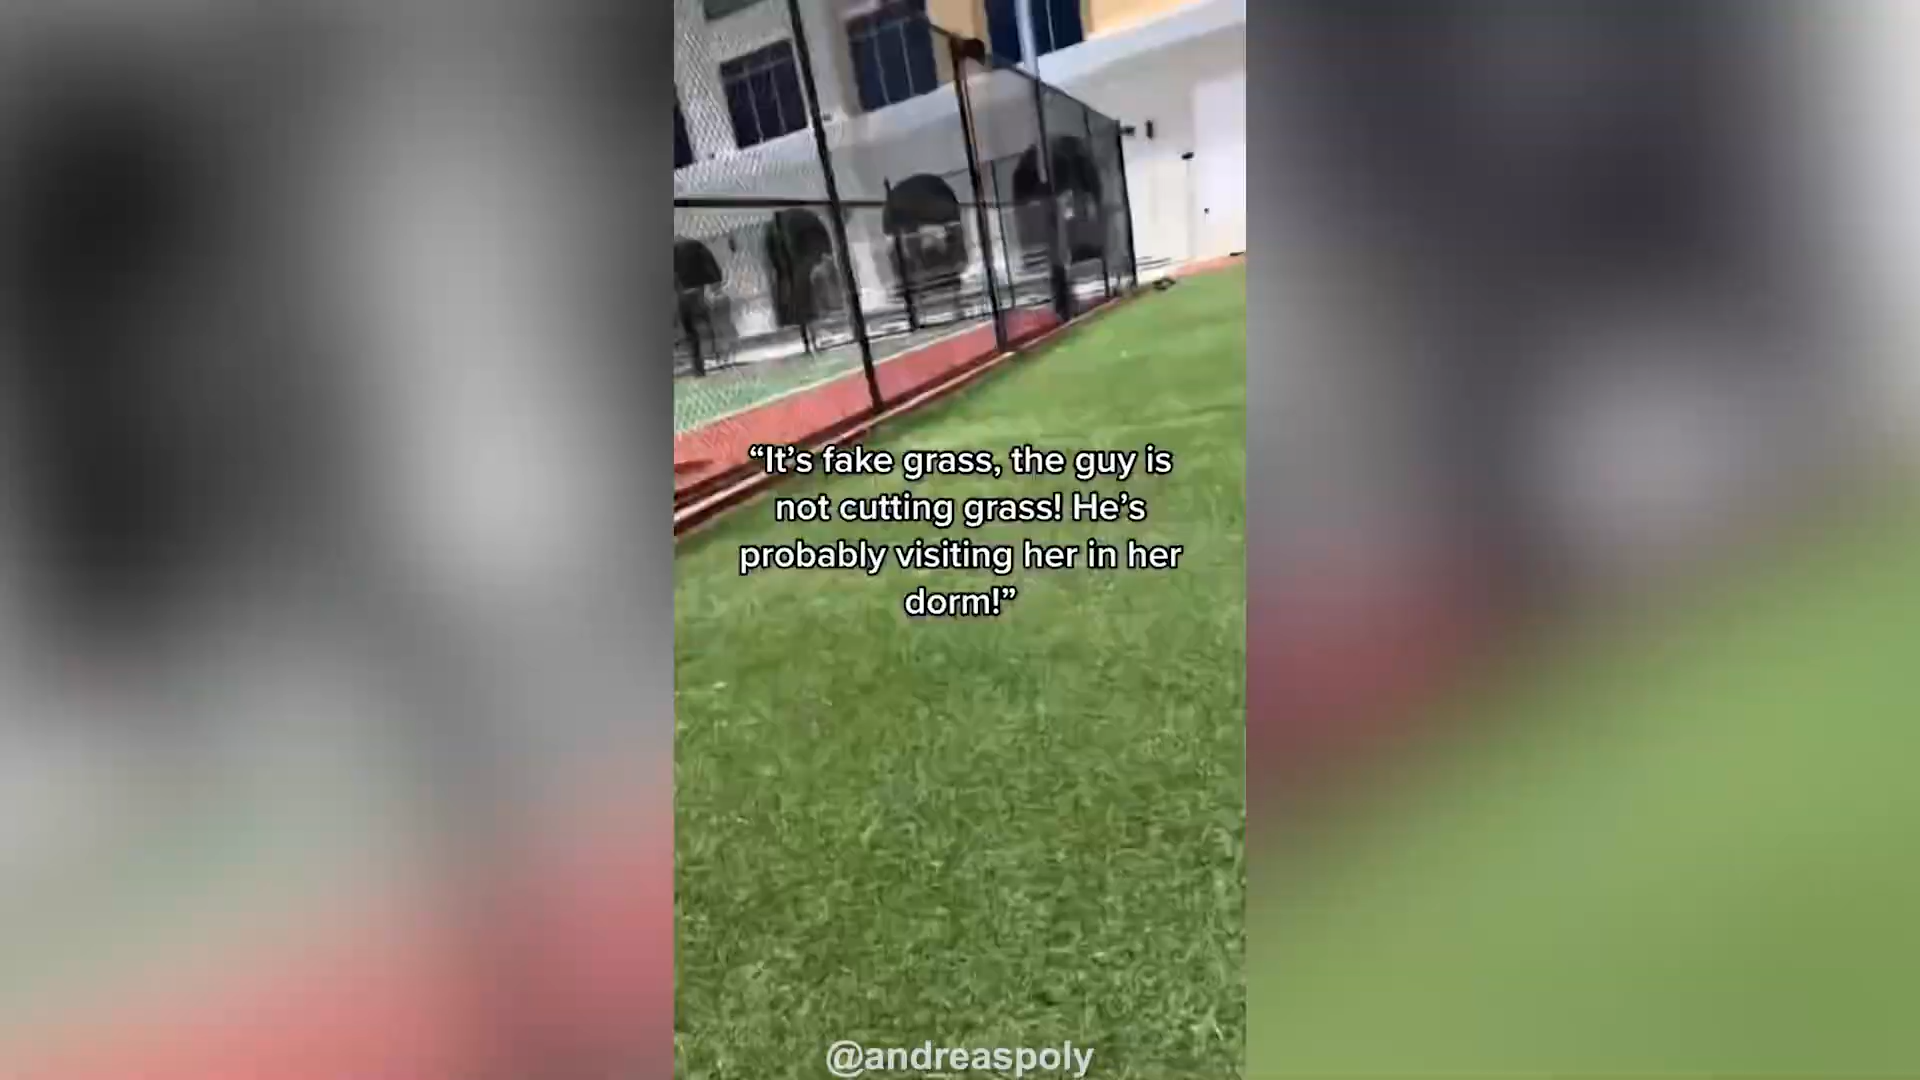 “It’s fake grass, the guy is
not cutting grass! He’s
probably visiting her in her
dorm!”
@andreaspoly